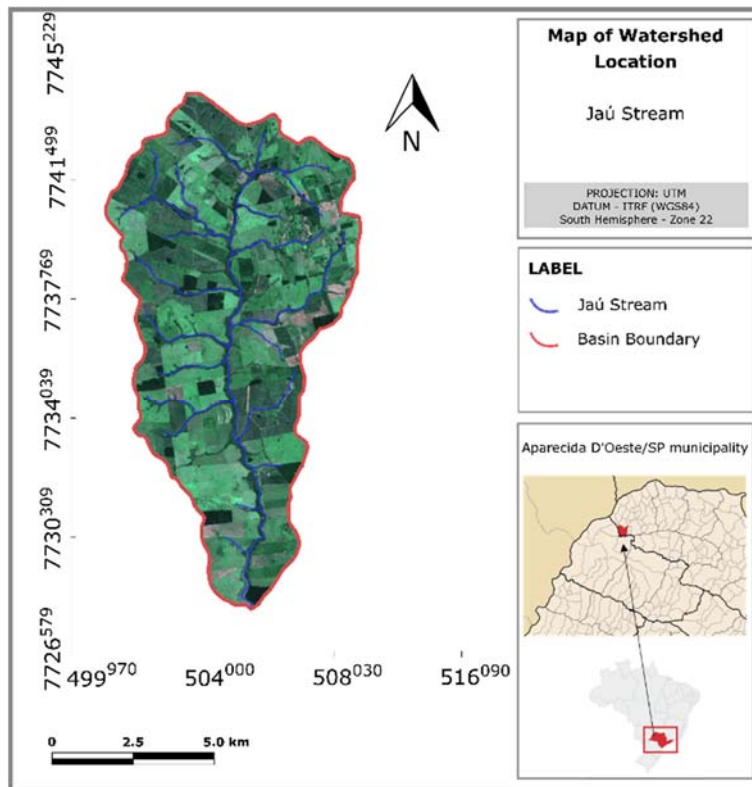 7745229
7741499
7737769
7734039
7730309
7726579
499970
504000
508030
516090
N
0
2.5
5.0 km
Map of Watershed
Location
Jaú Stream
PROJECTION: UTM
DATUM - ITRF (WGS84)
South Hemisphere - Zone 22
LABEL
Jaú Stream
Basin Boundary
Aparecida D'Oeste/SP municipality